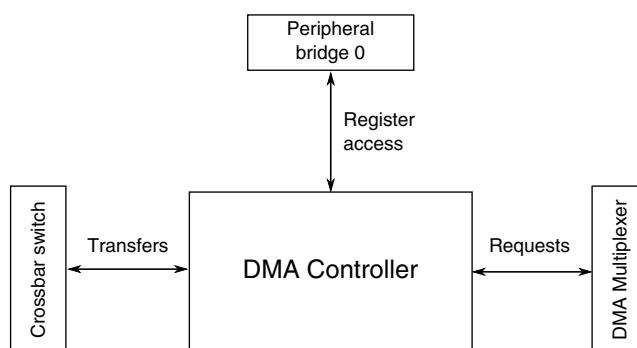 Peripheral
bridge 0
Register
access
Crossbar switch
Transfers
DMA Controller
Requests
DMA Multiplexer